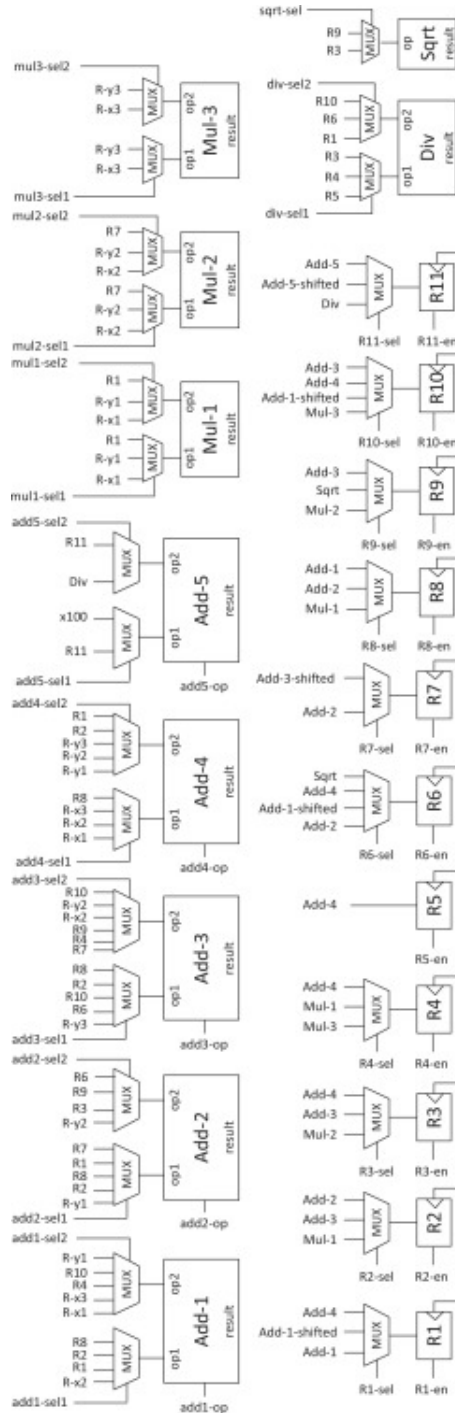 mul3-sel2
R-y3
R-x3
MUX
op2
R-y3
R-x3
MUX
op1
Mul-3
result
mul3-sel1
mul2-sel2
R7
R-y2
R-x2
MUX
op2
R7
R-y2
R-x2
MUX
op1
Mul-2
result
mul2-sel1
mul1-sel2
R1
R-y1
R-x1
MUX
op2
R1
R-y1
R-x1
MUX
op1
Mul-1
result
mul1-sel1
add5-sel2
R11
Div
MUX
op2
x100
R11
MUX
op1
Add-5
result
add5-sel1
add5-op
add4-sel2
R1
R2
R-y3
R-y2
R-y1
MUX
op2
R8
R-x3
R-x2
R-x1
MUX
op1
Add-4
result
add4-sel1
add4-op
add3-sel2
R10
R-y2
R-x2
R9
R4
R7
MUX
op2
R8
R2
R10
R6
R-y3
MUX
op1
Add-3
result
add3-sel1
add3-op
add2-sel2
R6
R9
R3
R-y2
MUX
op2
R7
R1
R8
R2
R-y1
MUX
op1
Add-2
result
add2-sel1
add2-op
add1-sel2
R-y1
R10
R4
R-x3
R-x1
MUX
op2
R8
R2
R1
R-x2
MUX
op1
Add-1
result
add1-sel1
add1-op
sqrt-sel
R9
R3
MUX
op
Sqrt
result
div-sel2
R10
R6
R1
MUX
op2
R3
R4
R5
MUX
op1
Div
result
div-sel1
Add-5
Add-5-shifted
Div
MUX
R11
R11-sel
R11-en
Add-3
Add-4
Add-1-shifted
Mul-3
MUX
R10
R10-sel
R10-en
Add-3
Sqrt
Mul-2
MUX
R9
R9-sel
R9-en
Add-1
Add-2
Mul-1
MUX
R8
R8-sel
R8-en
Add-3-shifted
Add-2
MUX
R7
R7-sel
R7-en
Sqrt
Add-4
Add-1-shifted
Add-2
MUX
R6
R6-sel
R6-en
Add-4
R5
R5-en
Add-4
Mul-1
Mul-3
MUX
R4
R4-sel
R4-en
Add-4
Add-3
Mul-2
MUX
R3
R3-sel
R3-en
Add-2
Add-3
Mul-1
MUX
R2
R2-sel
R2-en
Add-4
Add-1-shifted
Add-1
MUX
R1
R1-sel
R1-en